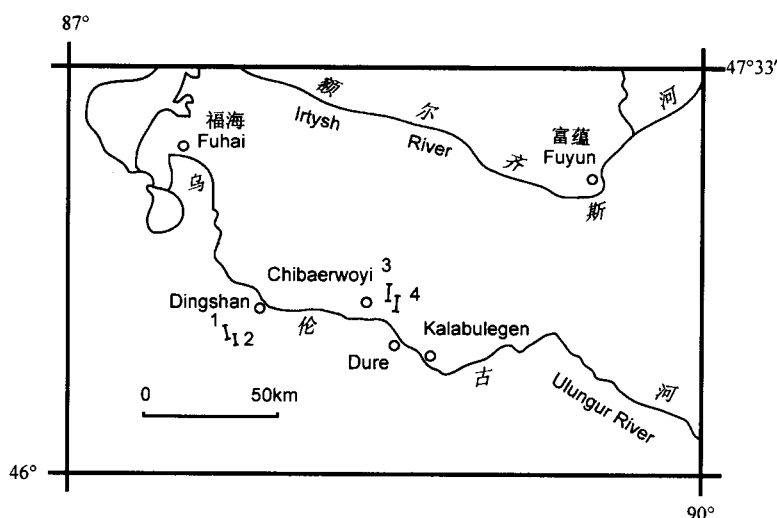 87°
47°33′
额 尔 齐 斯 河
Irtysh River
福海
Fuhai
富蕴
Fuyun
乌 伦 古 河
Chibaerwoyi
3
4
Dingshan
1
2
Kalabulegen
Dure
Ulungur River
0 50km
46°
90°